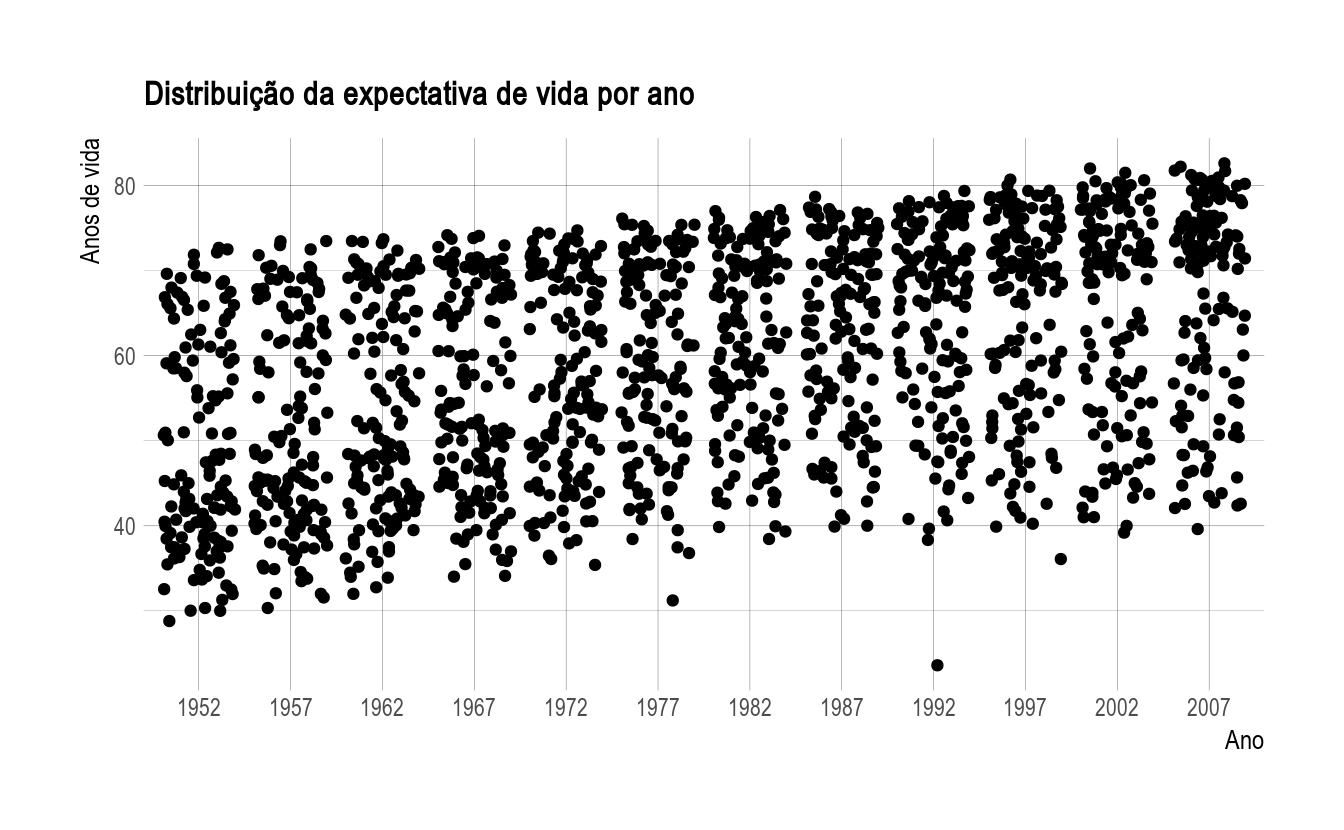 Distribuição da expectativa de vida por ano
Anos de vida
80
60
40
1952 1957 1962 1967 1972 1977 1982 1987 1992 1997 2002 2007
Ano